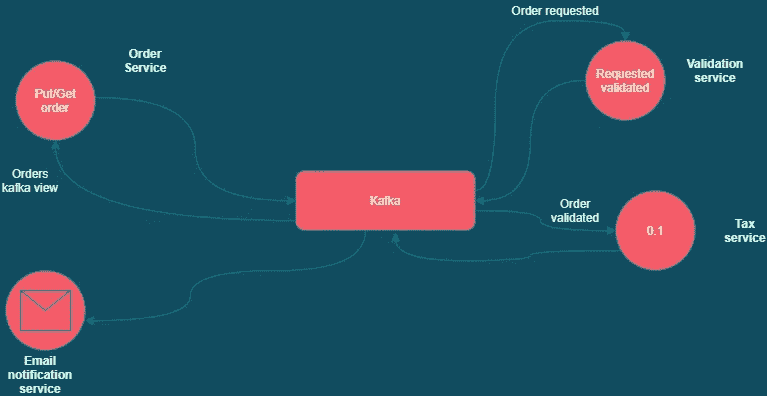 Order requested
Order
Service
Requested
validated
Validation
service
Put/Get
order
Orders
kafka view
Kafka
Order
validated
0.1
Tax
service
Email
notification
service